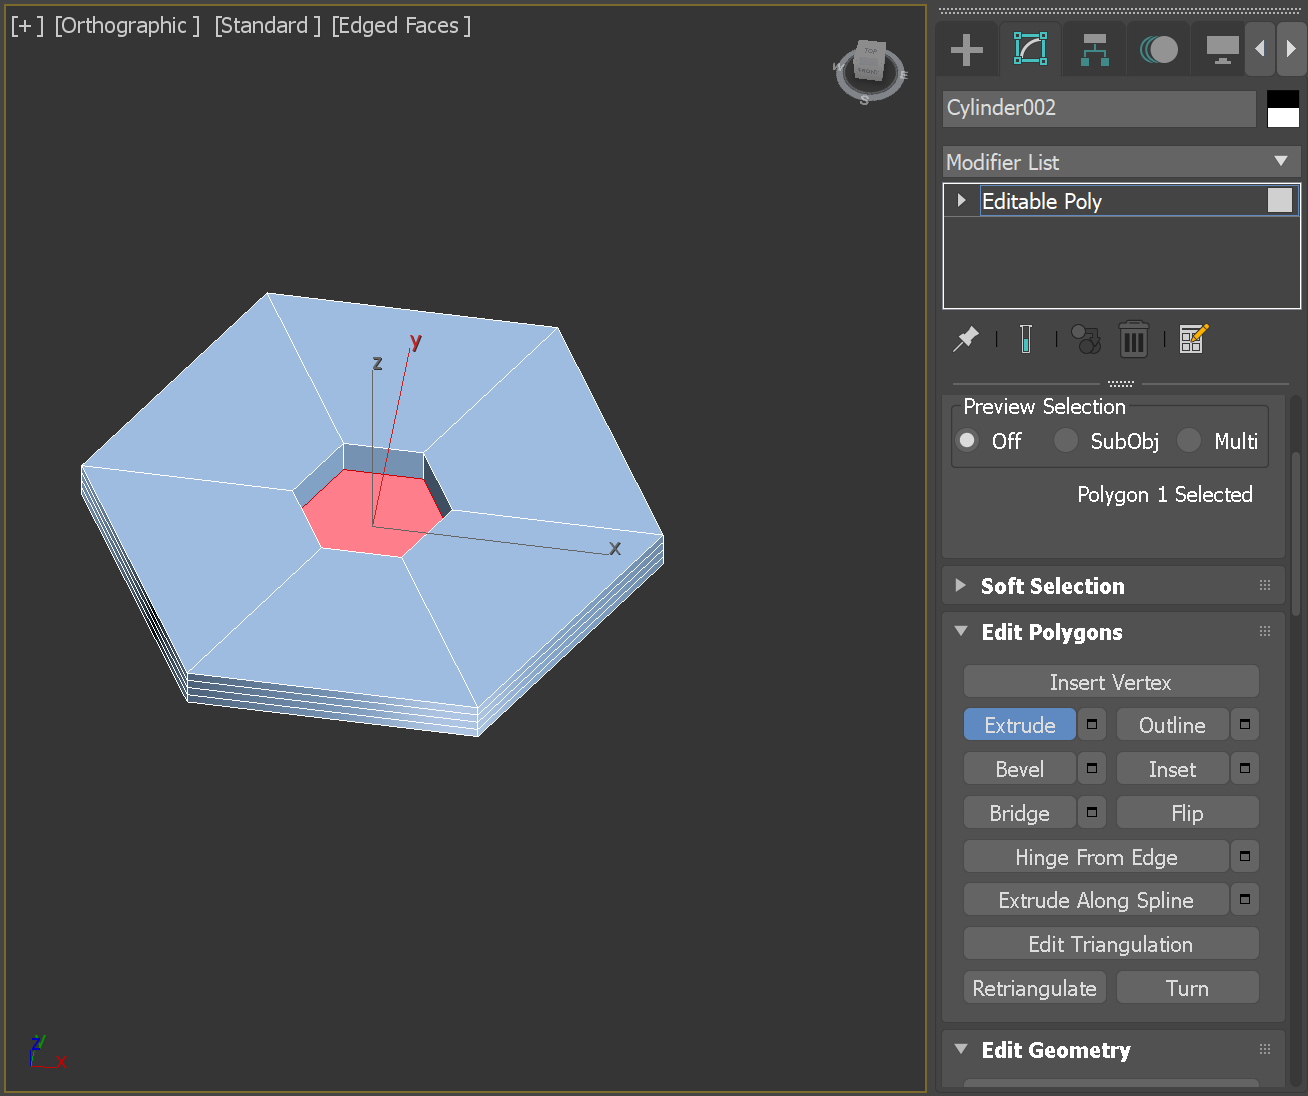 [+ ] [Orthographic ] [Standard ] [Edged Faces ]
TOP
FRONT
W
E
S
Cylinder002
Modifier List
Editable Poly
y
z
x
Preview Selection
Off SubObj Multi
Polygon 1 Selected
Soft Selection
Edit Polygons
Insert Vertex
Extrude Outline
Bevel Inset
Bridge Flip
Hinge From Edge
Extrude Along Spline
Edit Triangulation
Retriangulate Turn
Edit Geometry
z y
x